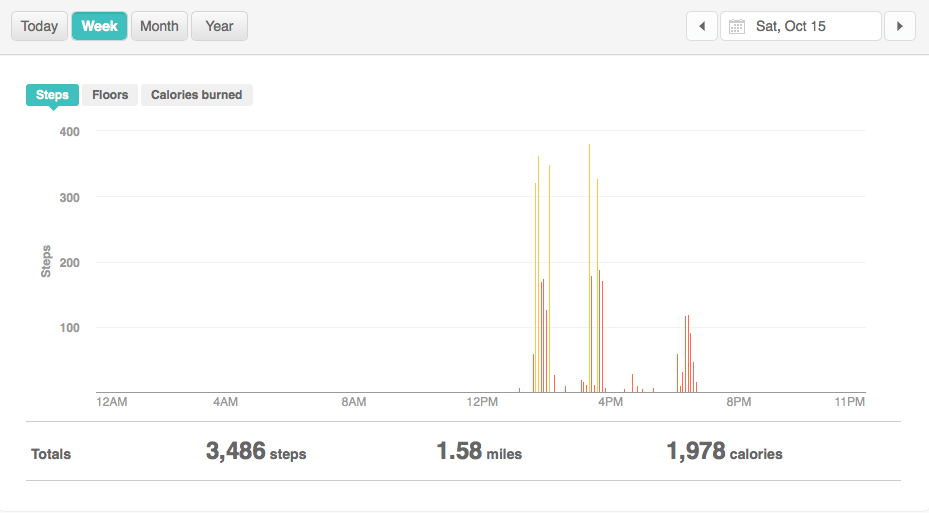 Today Week Month Year Sat, Oct 15
Steps Floors Calories burned
400
300
200
100
Steps
12AM 4AM 8AM 12PM 4PM 8PM 11PM
Totals 3,486 steps 1.58 miles 1,978 calories